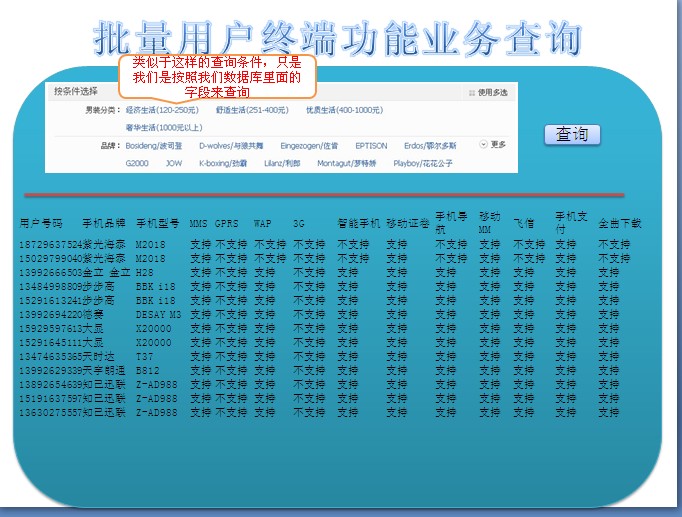 批量用户终端功能业务查询
类似于这样的查询条件，只是
我们是按照我们数据库里面的
字段来查询
按条件选择 使用多选
男装分类： 经济生活(120-250元) 舒适生活(251-400元) 优质生活(400-1000元)
奢华生活(1000元以上)
品牌： Bosideng/波司登 D-wolves/与狼共舞 Eingezogen/佐肯 EPTISON Erdos/鄂尔多斯 更多
G2000 JOW K-boxing/劲霸 Lilanz/利郎 Montagut/梦特娇 Playboy/花花公子
查询
用户号码 手机品牌 手机型号 MMS GPRS WAP 3G 智能手机 移动证券 手机导航 移动MM 飞信 手机支付 全曲下载
18729637524 紫光海泰 M2018 支持 不支持 不支持 不支持 不支持 支持 不支持 支持 不支持 支持 不支持
15029799040 紫光海泰 M2018 支持 不支持 不支持 不支持 不支持 支持 不支持 支持 不支持 支持 不支持
13992666503 金立 金立 H28 支持 不支持 支持 不支持 支持 支持 支持 支持 支持 支持 支持
13484998809 步步高 BBK i18 支持 不支持 支持 不支持 支持 支持 支持 支持 支持 支持 支持
15291613241 步步高 BBK i18 支持 不支持 支持 不支持 支持 支持 支持 支持 支持 支持 支持
13992694220 德赛 DESAY M3 支持 不支持 支持 不支持 支持 支持 支持 支持 支持 支持 支持
15929597613 大显 X20000 支持 不支持 支持 不支持 支持 支持 支持 支持 支持 支持 支持
15291645111 大显 X20000 支持 不支持 支持 不支持 支持 支持 支持 支持 支持 支持 支持
13474635365 天时达 T37 支持 不支持 支持 不支持 支持 支持 支持 支持 支持 支持 支持
13992629339 天宇朗通 B812 支持 不支持 支持 不支持 支持 支持 支持 支持 支持 支持 支持
13892654639 知己迅联 Z-AD988 支持 不支持 支持 不支持 支持 支持 支持 支持 支持 支持 支持
15191637597 知己迅联 Z-AD988 支持 不支持 支持 不支持 支持 支持 支持 支持 支持 支持 支持
13630275557 知己迅联 Z-AD988 支持 不支持 支持 不支持 支持 支持 支持 支持 支持 支持 支持